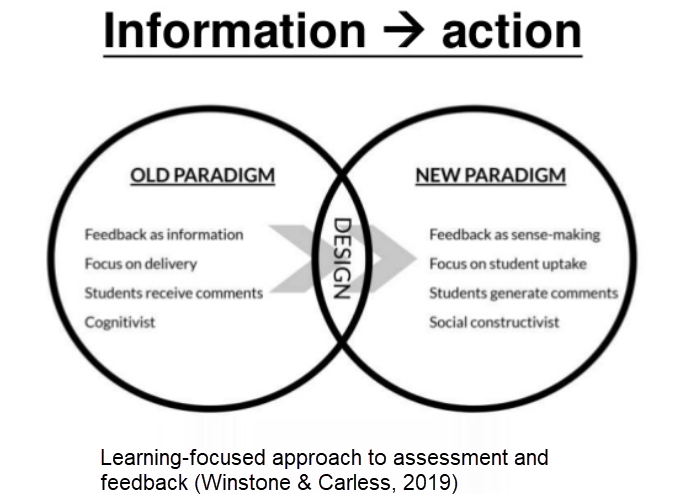 Information → action
OLD PARADIGM
Feedback as information
Focus on delivery
Students receive comments
Cognitivist
DESIGN
NEW PARADIGM
Feedback as sense-making
Focus on student uptake
Students generate comments
Social constructivist
Learning-focused approach to assessment and
feedback (Winstone & Carless, 2019)